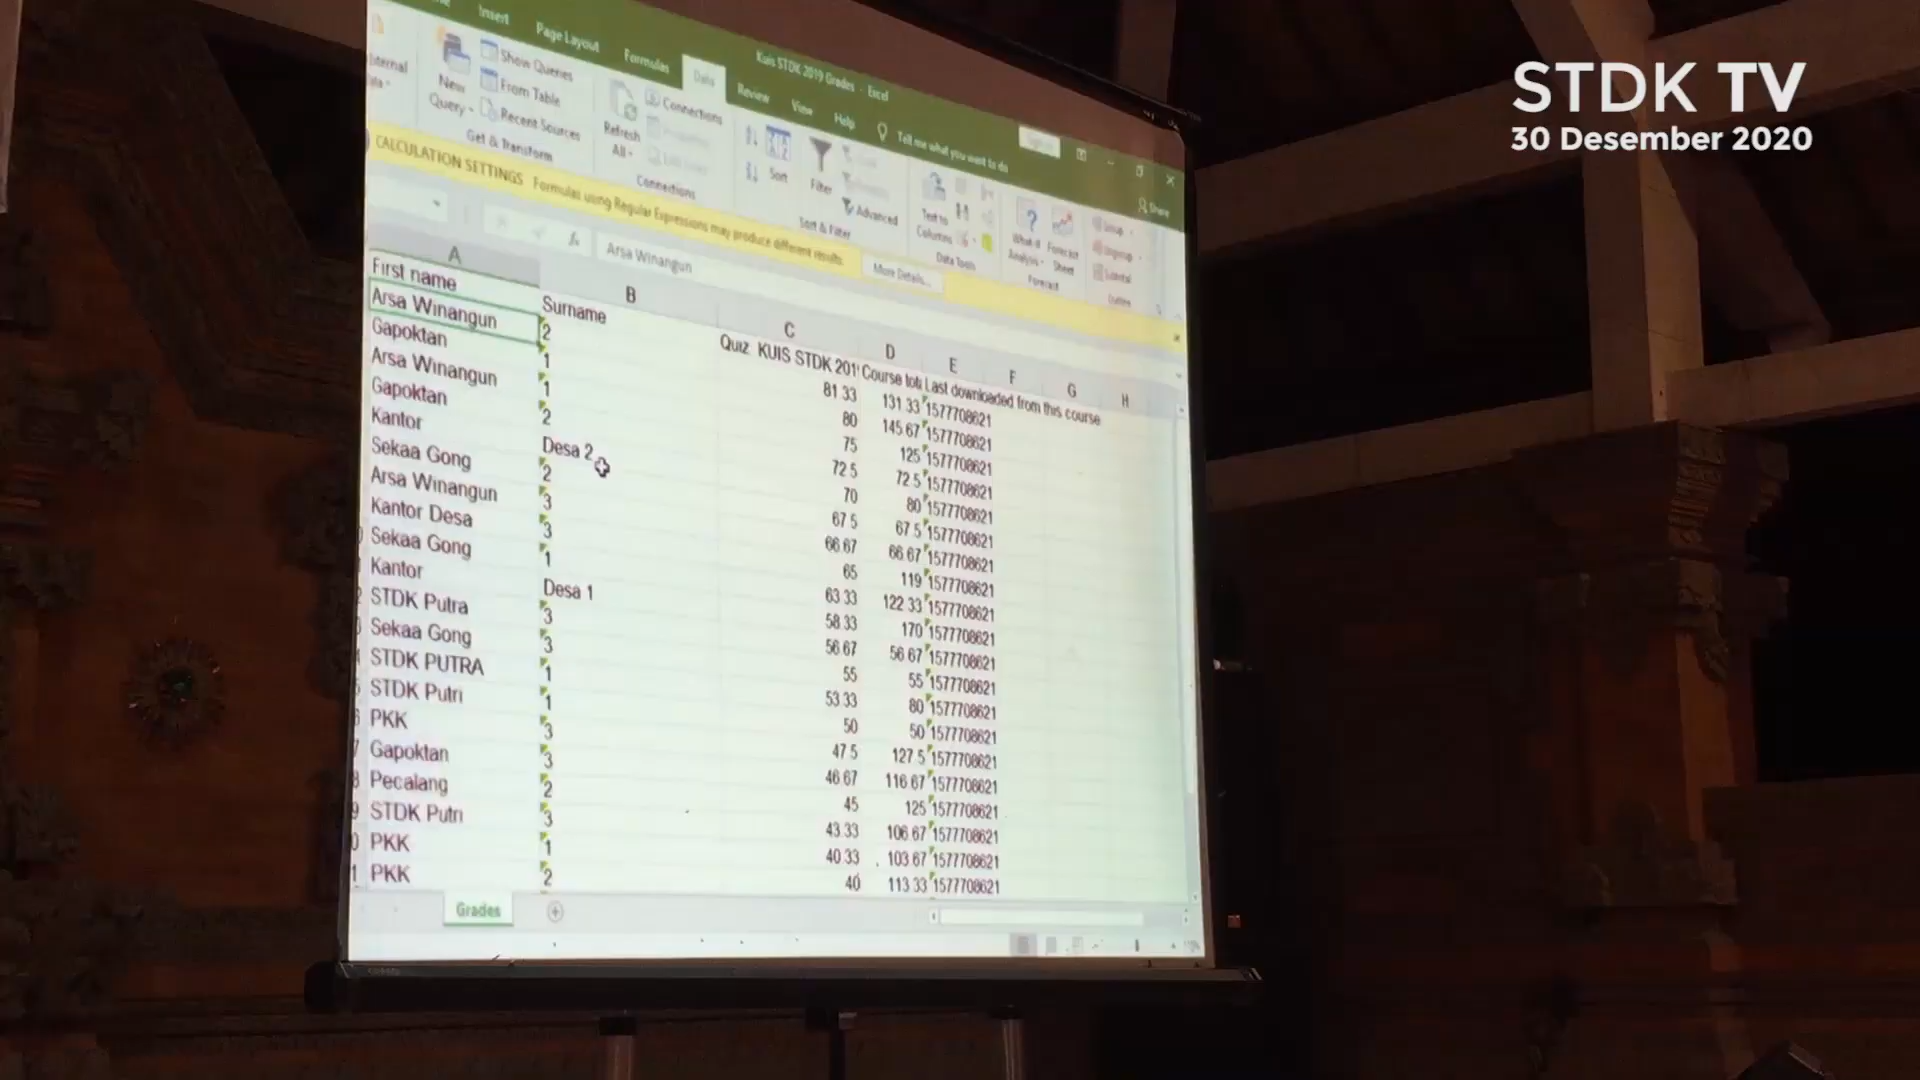 STDK TV
30 Desember 2020
Insert Page Layout Formulas Data Review View Help Tell me what you want to do
Kuis STDK 2019 Grades - Excel
Share
New Query
Show Queries
From Table
Recent Sources
Get & Transform
Refresh All
Connections
Connections
Sort
Filter
Advanced
Sort & Filter
Text to Columns
Data Tools
What-If Analysis
Forecast Sheet
Forecast
CALCULATION SETTINGS Formulas using Regular Expressions may produce different results. More Details...
fx Arsa Winangun
A B C D E F G H
First name Surname Quiz KUIS STDK 201 Course tot Last downloaded from this course
Arsa Winangun 2 81 33 131 33 1577708621
Gapoktan 1 80 145 67 1577708621
Arsa Winangun 1 75 125 1577708621
Gapoktan 2 72 5 72 5 1577708621
Kantor Desa 2 70 80 1577708621
Sekaa Gong 2 67 5 67 5 1577708621
Arsa Winangun 3 66 67 66 67 1577708621
Kantor Desa 3 65 119 1577708621
Sekaa Gong 1 63 33 122 33 1577708621
Kantor Desa 1 58 33 170 1577708621
STDK Putra 3 56 67 56 67 1577708621
Sekaa Gong 3 55 55 1577708621
STDK PUTRA 1 53 33 80 1577708621
STDK Putri 1 50 50 1577708621
PKK 3 47 5 127 5 1577708621
Gapoktan 3 46 67 116 67 1577708621
Pecalang 2 45 125 1577708621
STDK Putri 3 43 33 106 67 1577708621
PKK 1 40 33 103 67 1577708621
PKK 2 40 113 33 1577708621
Grades